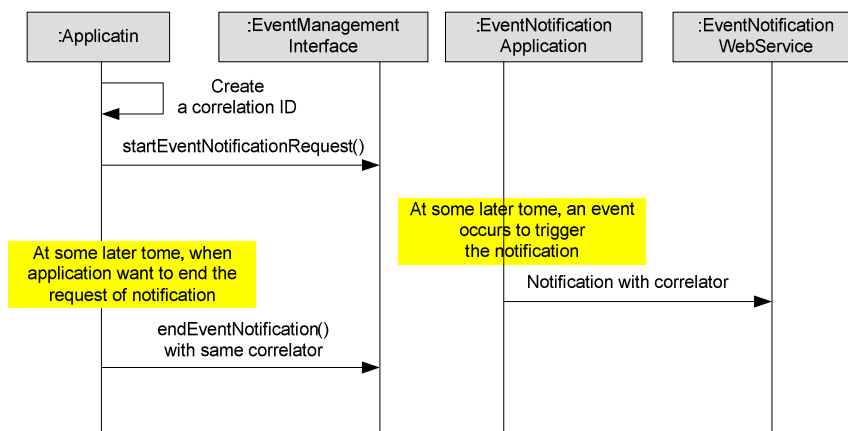 :Applicatin
:EventManagement
Interface
:EventNotification
Application
:EventNotification
WebService
Create
a correlation ID
startEventNotificationRequest()
At some later tome, an event
occurs to trigger
the notification
At some later tome, when
application want to end the
request of notification
Notification with correlator
endEventNotification()
with same correlator